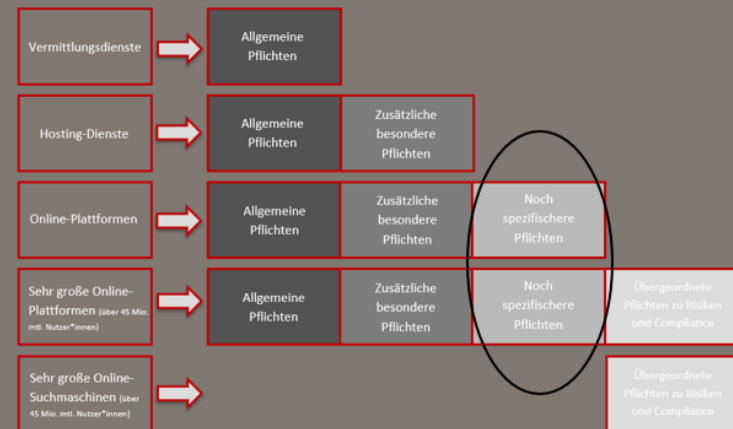 Vermittlungsdienste
Allgemeine
Pflichten
Hosting-Dienste
Allgemeine
Pflichten
Zusätzliche
besondere
Pflichten
Online-Plattformen
Allgemeine
Pflichten
Zusätzliche
besondere
Pflichten
Noch
spezifischere
Pflichten
Sehr große Online-
Plattformen (über 45 Mio.
mtl. Nutzer*innen)
Allgemeine
Pflichten
Zusätzliche
besondere
Pflichten
Noch
spezifischere
Pflichten
Übergeordnete
Pflichten zu Risiken
und Compliance
Sehr große Online-
Suchmaschinen (über
45 Mio. mtl. Nutzer*innen)
Übergeordnete
Pflichten zu Risiken
und Compliance